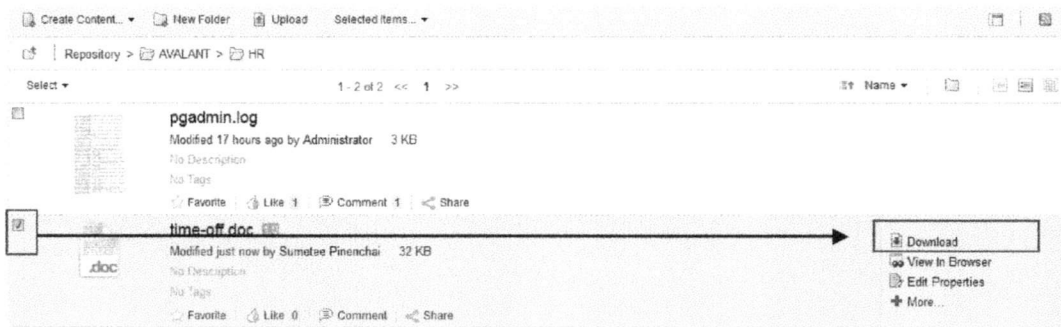 Create Content... New Folder Upload Selected Items...
Repository > AVALANT > HR
Select 1 - 2 of 2 << 1 >> Name
pgadmin.log
Modified 17 hours ago by Administrator 3 KB
No Description
No Tags
Favorite Like 1 Comment 1 Share
time-off.doc
Modified just now by Sumetee Pinenchai 32 KB
.doc
No Description
No Tags
Favorite Like 0 Comment Share
Download
View In Browser
Edit Properties
More...